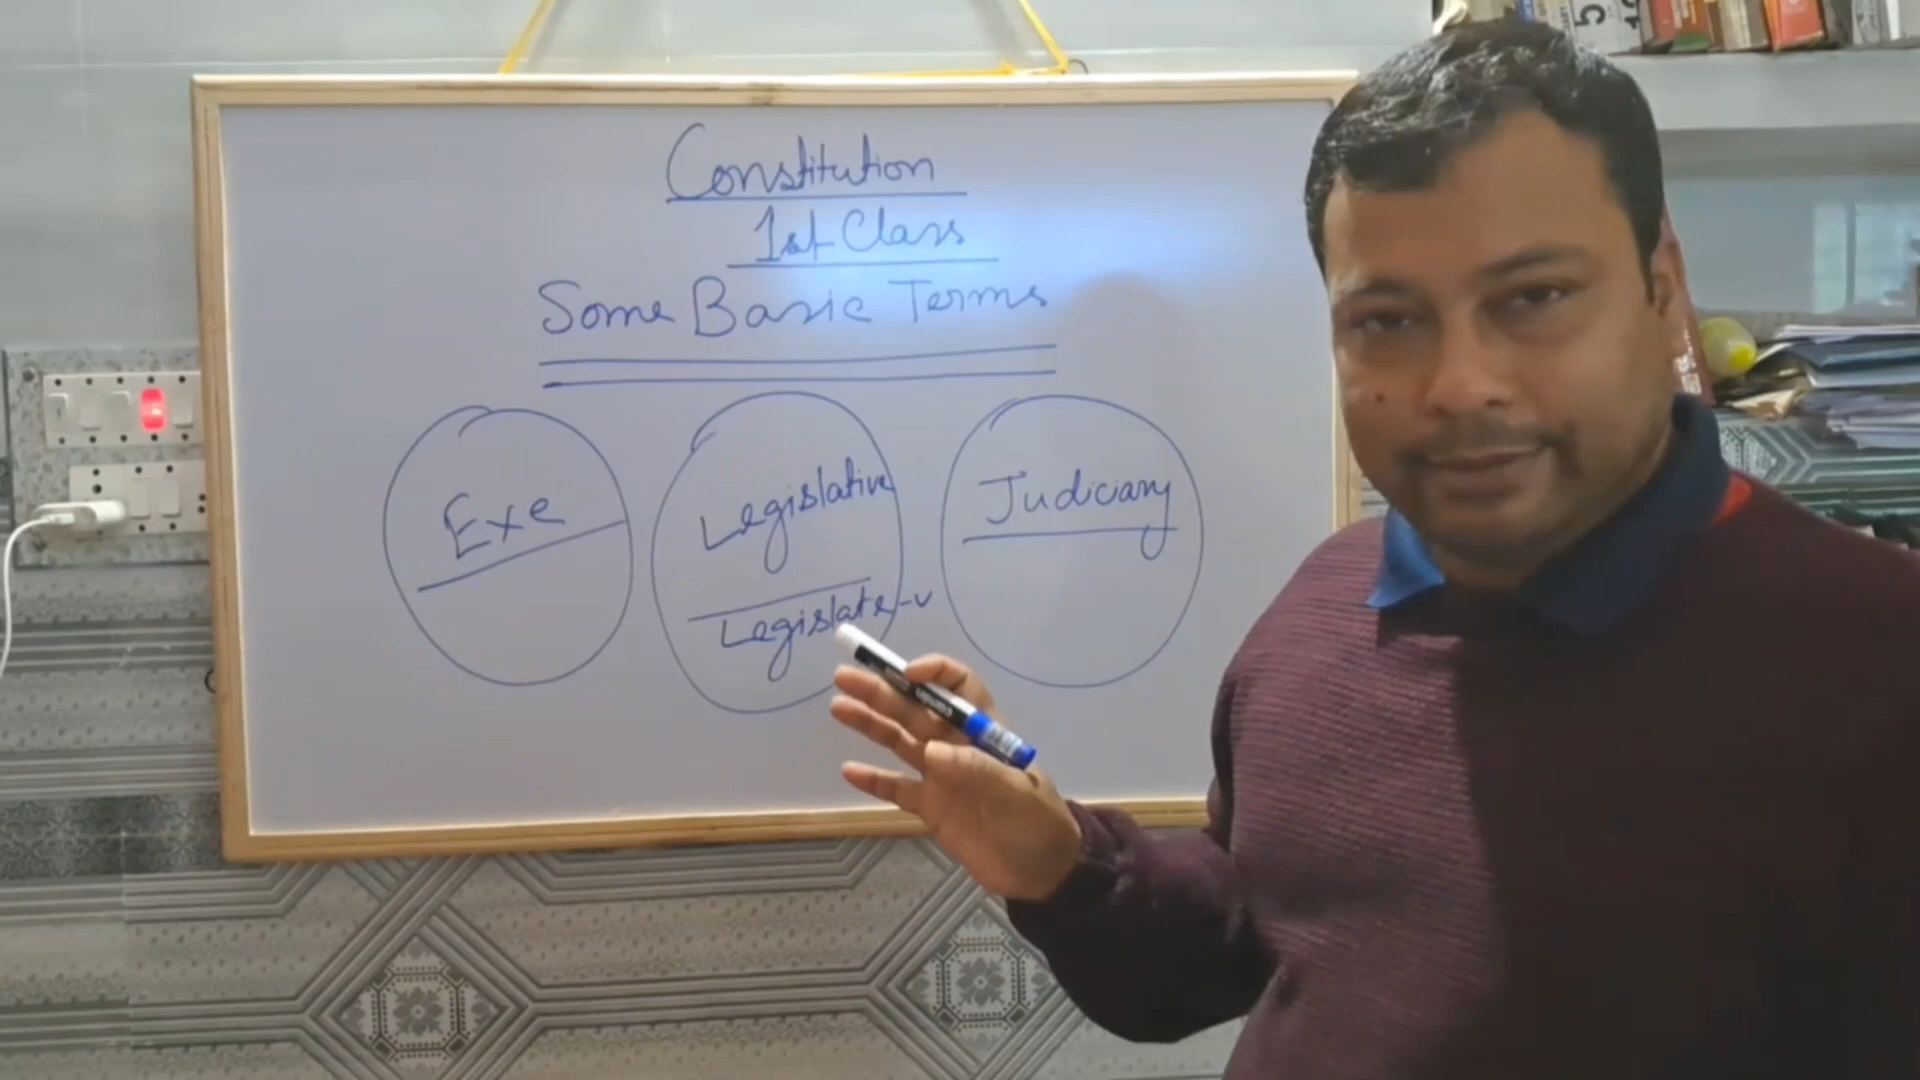 Constitution
1st Class
Some Basic Terms
Exe
Legislative
Legislate-v
Judiciary